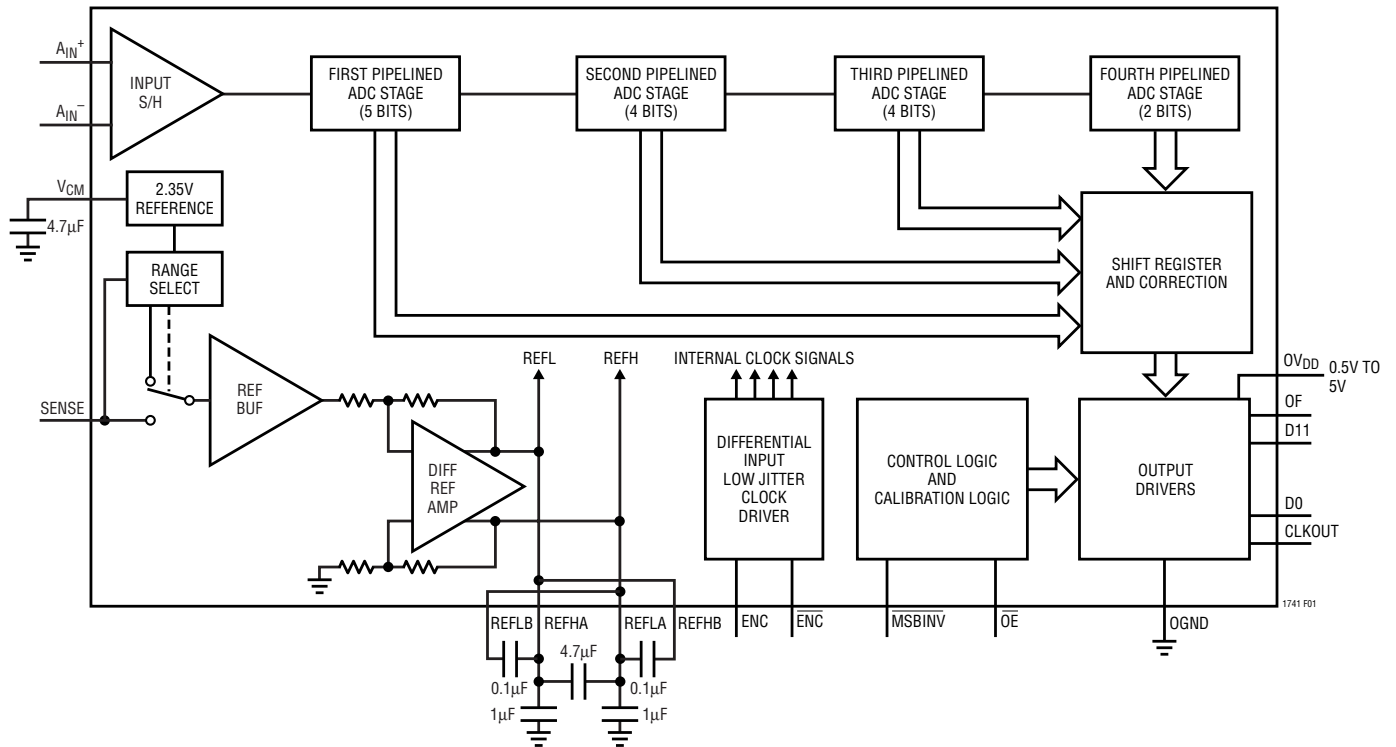 AIN+
INPUT
S/H
AIN−
FIRST PIPELINED
ADC STAGE
(5 BITS)
SECOND PIPELINED
ADC STAGE
(4 BITS)
THIRD PIPELINED
ADC STAGE
(4 BITS)
FOURTH PIPELINED
ADC STAGE
(2 BITS)
VCM
4.7µF
2.35V
REFERENCE
RANGE
SELECT
SHIFT REGISTER
AND CORRECTION
REFL
REFH
INTERNAL CLOCK SIGNALS
SENSE
REF
BUF
DIFF
REF
AMP
DIFFERENTIAL
INPUT
LOW JITTER
CLOCK
DRIVER
CONTROL LOGIC
AND
CALIBRATION LOGIC
OUTPUT
DRIVERS
OVDD
0.5V TO
5V
OF
D11
D0
CLKOUT
1741 F01
REFLB
REFHA
REFLA
REFHB
ENC
E̅N̅C̅
M̅S̅B̅I̅N̅V̅
O̅E̅
OGND
4.7µF
0.1µF
0.1µF
1µF
1µF